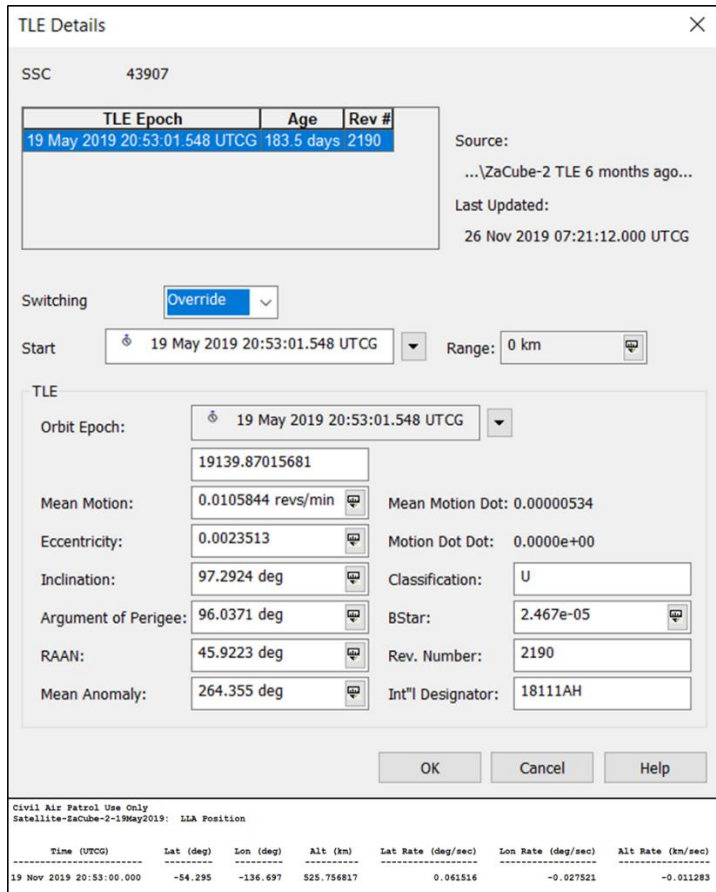 TLE Details
SSC 43907
TLE Epoch Age Rev #
19 May 2019 20:53:01.548 UTCG 183.5 days 2190
Source:
...\ZaCube-2 TLE 6 months ago...
Last Updated:
26 Nov 2019 07:21:12.000 UTCG
Switching Override
Start 19 May 2019 20:53:01.548 UTCG Range: 0 km
TLE
Orbit Epoch: 19 May 2019 20:53:01.548 UTCG
19139.87015681
Mean Motion: 0.0105844 revs/min Mean Motion Dot: 0.00000534
Eccentricity: 0.0023513 Motion Dot Dot: 0.0000e+00
Inclination: 97.2924 deg Classification: U
Argument of Perigee: 96.0371 deg BStar: 2.467e-05
RAAN: 45.9223 deg Rev. Number: 2190
Mean Anomaly: 264.355 deg Int"l Designator: 18111AH
OK Cancel Help
Civil Air Patrol Use Only
Satellite-ZaCube-2-19May2019: LLA Position
Time (UTCG) Lat (deg) Lon (deg) Alt (km) Lat Rate (deg/sec) Lon Rate (deg/sec) Alt Rate (km/sec)
19 Nov 2019 20:53:00.000 -54.295 -136.697 525.756817 0.061516 -0.027521 -0.011283